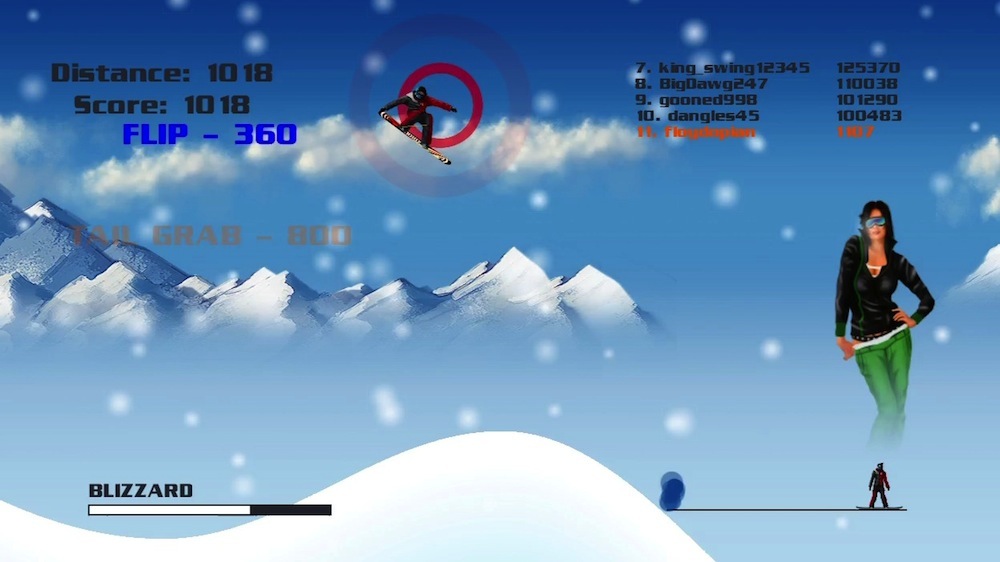 Distance: 1018
Score: 1018
FLIP - 360
TAIL GRAB - 800
7. king_swing12345 125370
8. BigDawg247 110038
9. gooned998 101290
10. dangles45 100483
11.
BLIZZARD